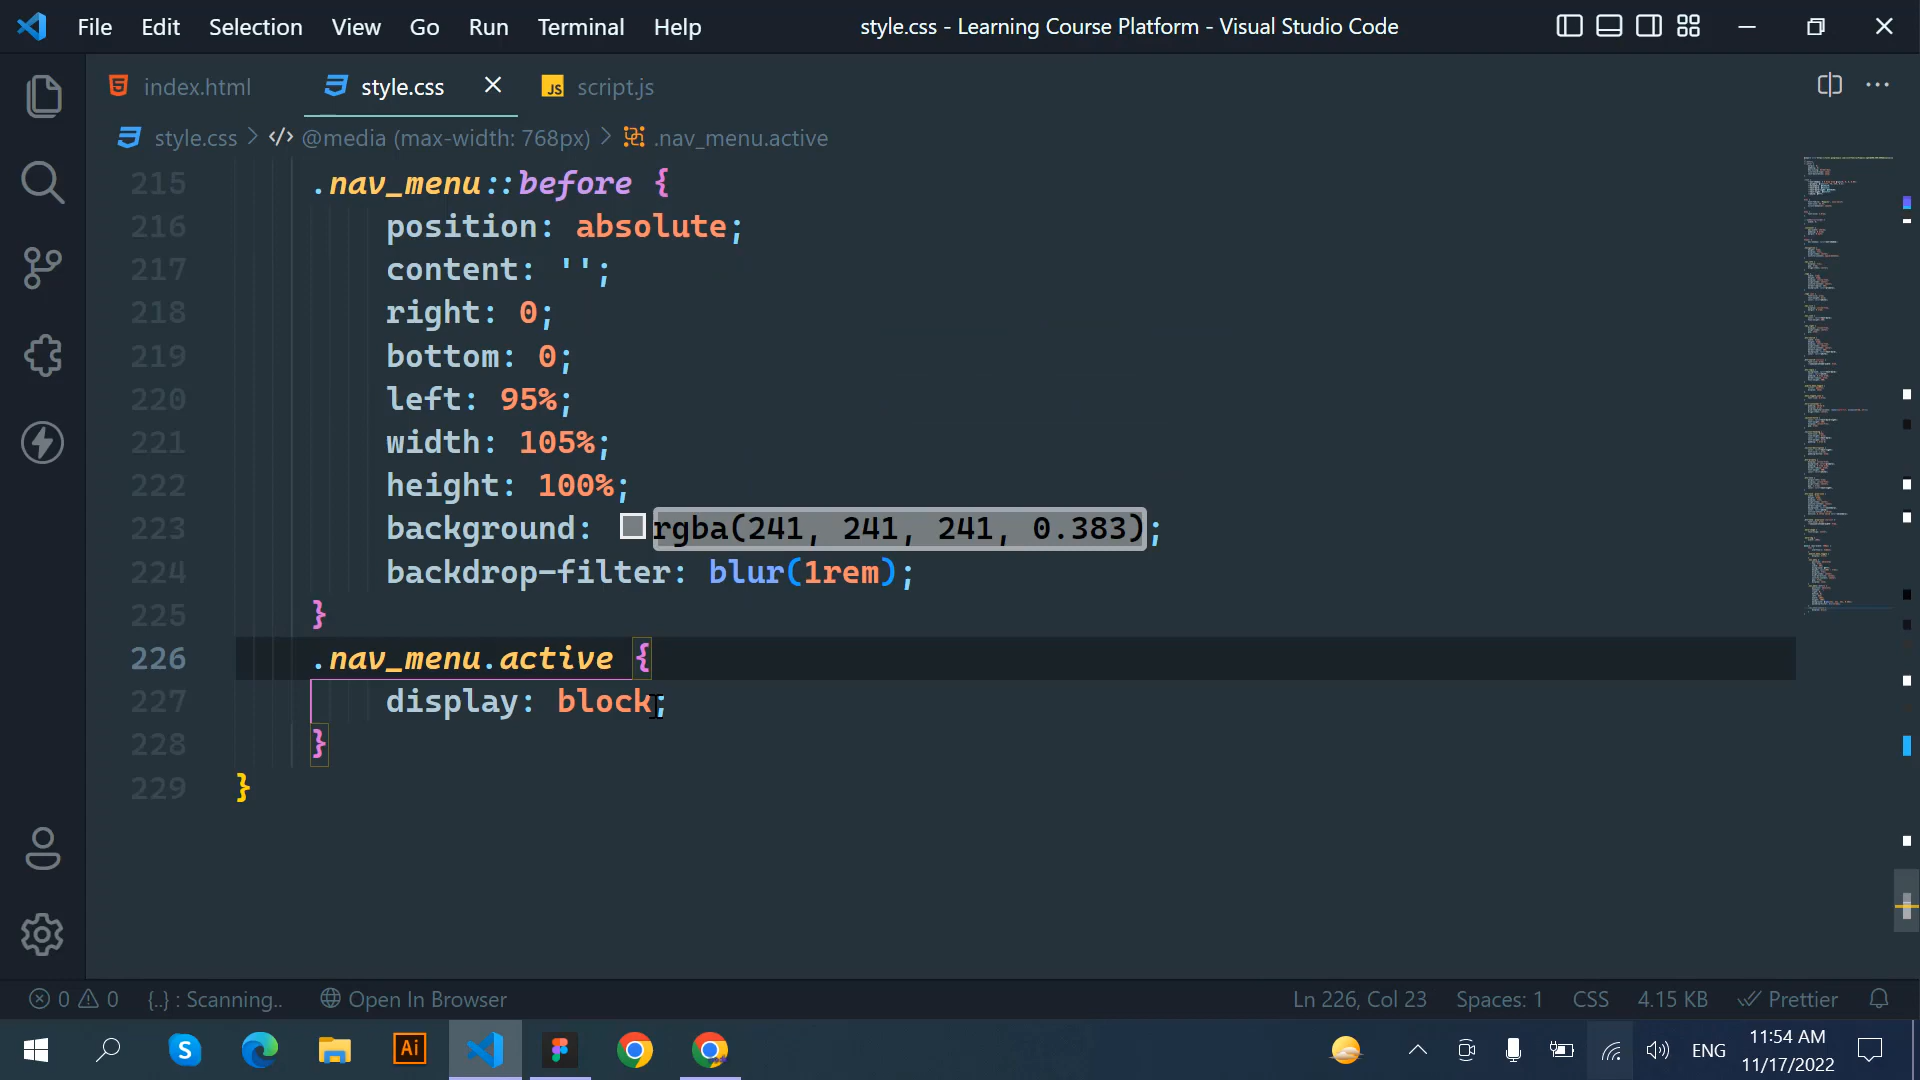 File Edit Selection View Go Run Terminal Help style.css - Learning Course Platform - Visual Studio Code
index.html style.css JS script.js
style.css > </> @media (max-width: 768px) > .nav_menu.active
215 .nav_menu::before {
216 position: absolute;
217 content: '';
218 right: 0;
219 bottom: 0;
220 left: 95%;
221 width: 105%;
222 height: 100%;
223 background: rgba(241, 241, 241, 0.383);
224 backdrop-filter: blur(1rem);
225 }
226 .nav_menu.active {
227 display: block;
228 }
229 }
0 0 {..} : Scanning.. Open In Browser Ln 226, Col 23 Spaces: 1 CSS 4.15 KB Prettier
S Ai ENG 11:54 AM
11/17/2022